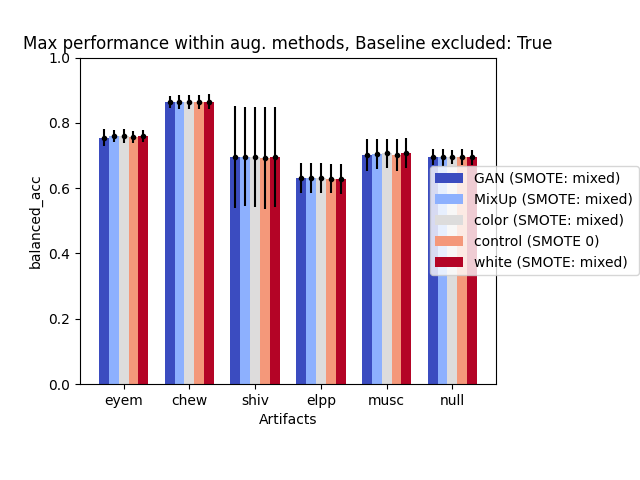 Max performance within aug. methods, Baseline excluded: True
1.0
0.8
0.6
0.4
0.2
0.0
balanced_acc
GAN (SMOTE: mixed)
MixUp (SMOTE: mixed)
color (SMOTE: mixed)
control (SMOTE 0)
white (SMOTE: mixed)
eyem chew shiv elpp musc null
Artifacts